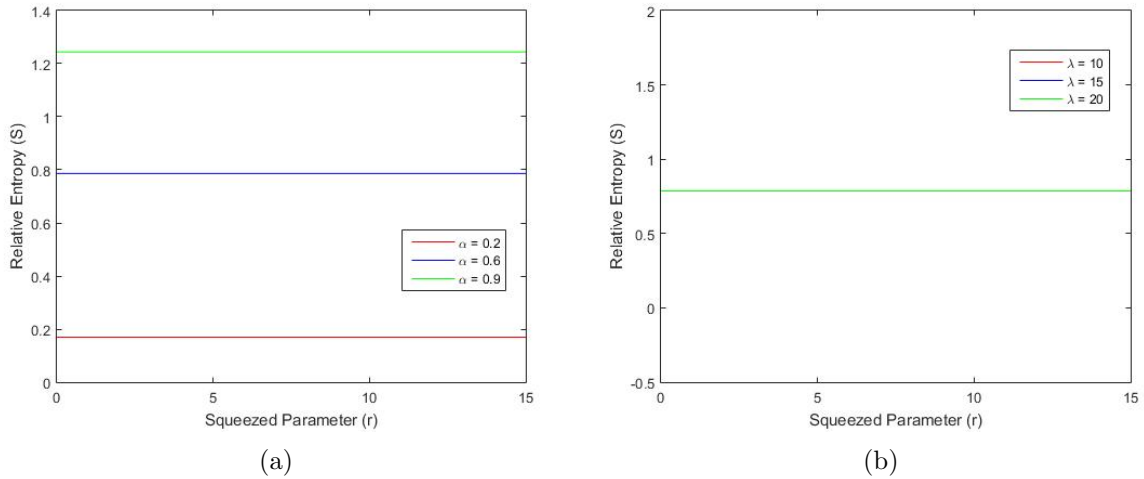 1.4
1.2
1
0.8
0.6
0.4
0.2
0
Relative Entropy (S)
α = 0.2
α = 0.6
α = 0.9
0 5 10 15
Squeezed Parameter (r)
(a)
2
1.5
1
0.5
0
-0.5
Relative Entropy (S)
λ = 10
λ = 15
λ = 20
0 5 10 15
Squeezed Parameter (r)
(b)